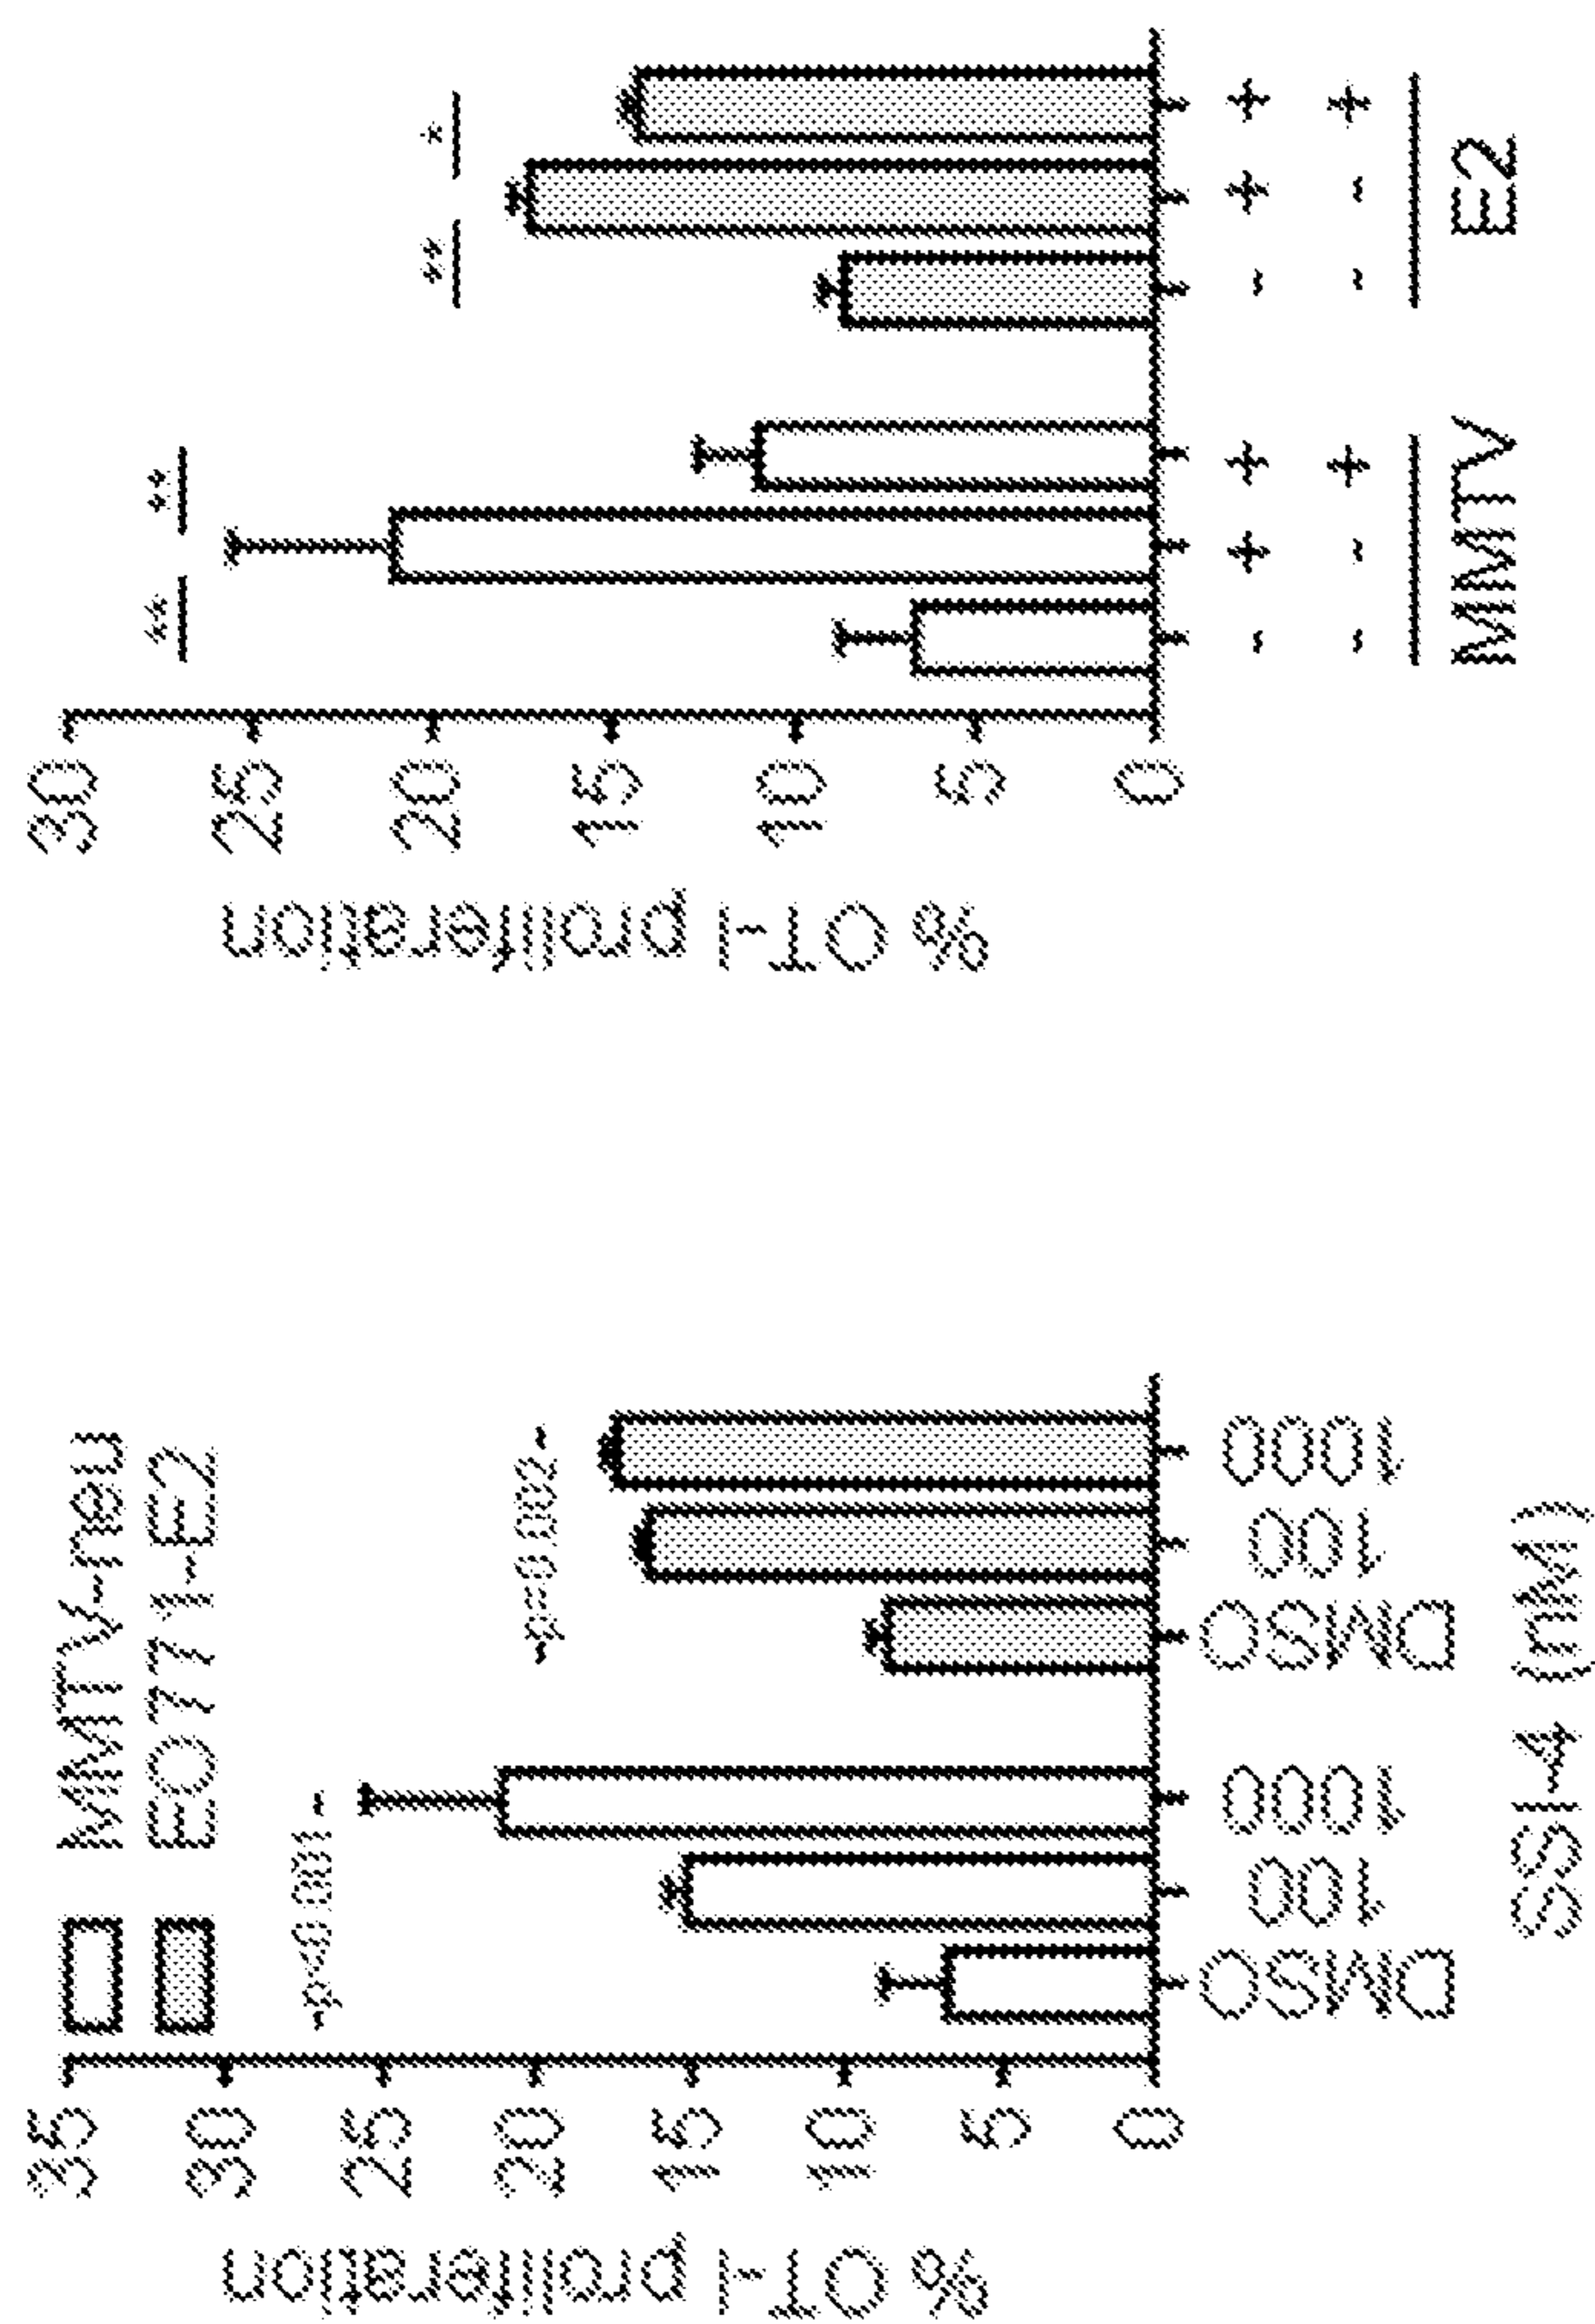 MMTV-neu
EO771-E2
% OT-I proliferation
35
30
25
20
15
10
5
0
-p<0.001-
-p=0.002-
DMSO 100 1000 DMSO 100 1000
SSI-4 (nM)
% OT-I proliferation
30
25
20
15
10
5
0
** **
** *
- + + - + +
- - + - - +
MMTV E2